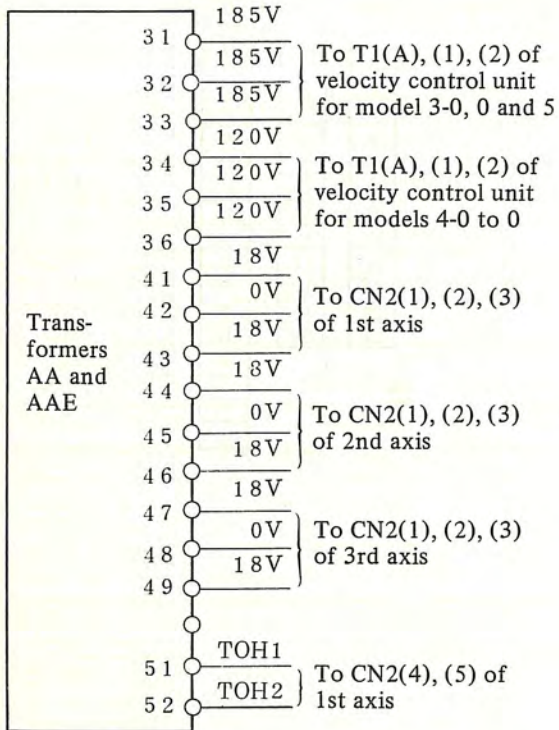 185V
31
185V
To T1(A), (1), (2) of
32
185V
velocity control unit
for model 3-0, 0 and 5
33
120V
34
120V
To T1(A), (1), (2) of
velocity control unit
35
120V
for models 4-0 to 0
36
18V
41
0V
To CN2(1), (2), (3)
42
18V
of 1st axis
43
18V
44
0V
To CN2(1), (2), (3)
45
18V
of 2nd axis
46
18V
47
0V
To CN2(1), (2), (3)
48
18V
of 3rd axis
49
Trans-
formers
AA and
AAE
TOH1
51
To CN2(4), (5) of
TOH2
52
1st axis